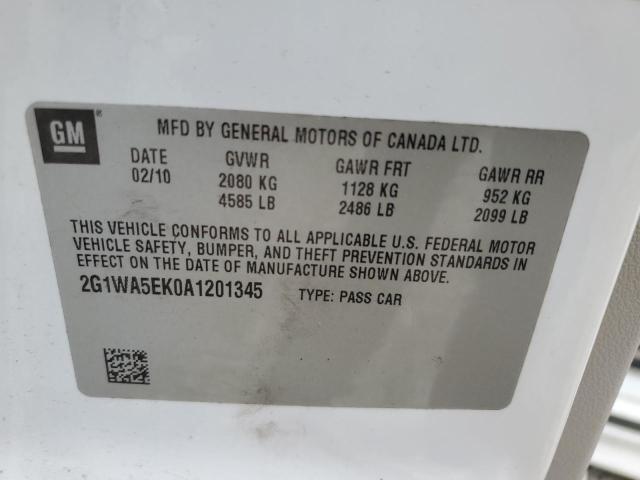 GM® MFD BY GENERAL MOTORS OF CANADA LTD.
DATE GVWR GAWR FRT GAWR RR
02/10 2080 KG 1128 KG 952 KG
4585 LB 2486 LB 2099 LB
THIS VEHICLE CONFORMS TO ALL APPLICABLE U.S. FEDERAL MOTOR
VEHICLE SAFETY, BUMPER, AND THEFT PREVENTION STANDARDS IN
EFFECT ON THE DATE OF MANUFACTURE SHOWN ABOVE.
2G1WA5EK0A1201345 TYPE: PASS CAR